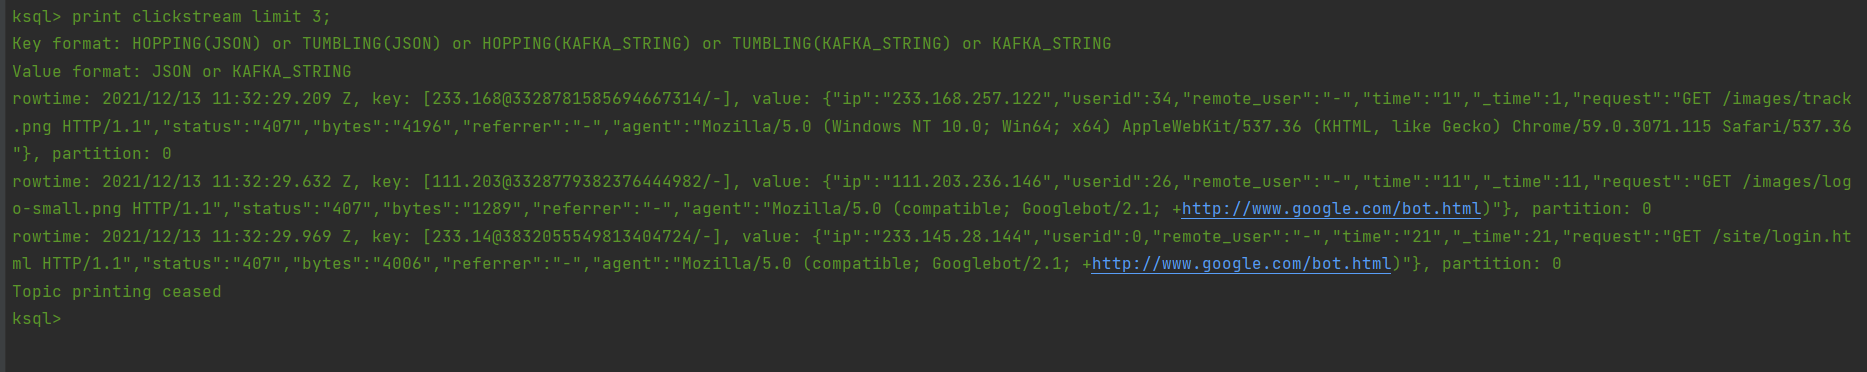 ksql> print clickstream limit 3;
Key format: HOPPING(JSON) or TUMBLING(JSON) or HOPPING(KAFKA_STRING) or TUMBLING(KAFKA_STRING) or KAFKA_STRING
Value format: JSON or KAFKA_STRING
rowtime: 2021/12/13 11:32:29.209 Z, key: [233.168@3328781585694667314/-], value: {"ip":"233.168.257.122","userid":34,"remote_user":"-","time":"1","_time":1,"request":"GET /images/track
.png HTTP/1.1","status":"407","bytes":"4196","referrer":"-","agent":"Mozilla/5.0 (Windows NT 10.0; Win64; x64) AppleWebKit/537.36 (KHTML, like Gecko) Chrome/59.0.3071.115 Safari/537.36
"}, partition: 0
rowtime: 2021/12/13 11:32:29.632 Z, key: [111.203@3328779382376444982/-], value: {"ip":"111.203.236.146","userid":26,"remote_user":"-","time":"11","_time":11,"request":"GET /images/log
o-small.png HTTP/1.1","status":"407","bytes":"1289","referrer":"-","agent":"Mozilla/5.0 (compatible; Googlebot/2.1; +http://www.google.com/bot.html)"}, partition: 0
rowtime: 2021/12/13 11:32:29.969 Z, key: [233.14@3832055549813404724/-], value: {"ip":"233.145.28.144","userid":0,"remote_user":"-","time":"21","_time":21,"request":"GET /site/login.ht
ml HTTP/1.1","status":"407","bytes":"4006","referrer":"-","agent":"Mozilla/5.0 (compatible; Googlebot/2.1; +http://www.google.com/bot.html)"}, partition: 0
Topic printing ceased
ksql>